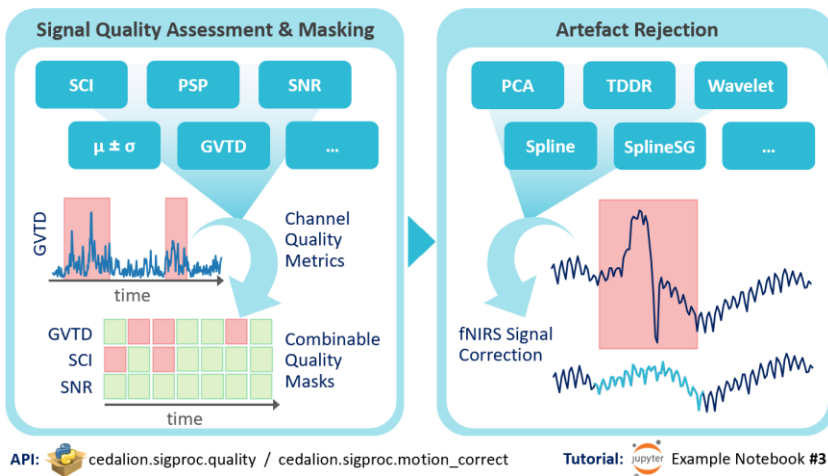 Signal Quality Assessment & Masking
SCI
PSP
SNR
μ ± σ
GVTD
...
GVTD
time
Channel
Quality
Metrics
GVTD
SCI
SNR
time
Combinable
Quality
Masks
Artefact Rejection
PCA
TDDR
Wavelet
Spline
SplineSG
...
fNIRS Signal
Correction
API: cedalion.sigproc.quality / cedalion.sigproc.motion_correct
Tutorial: jupyter Example Notebook #3